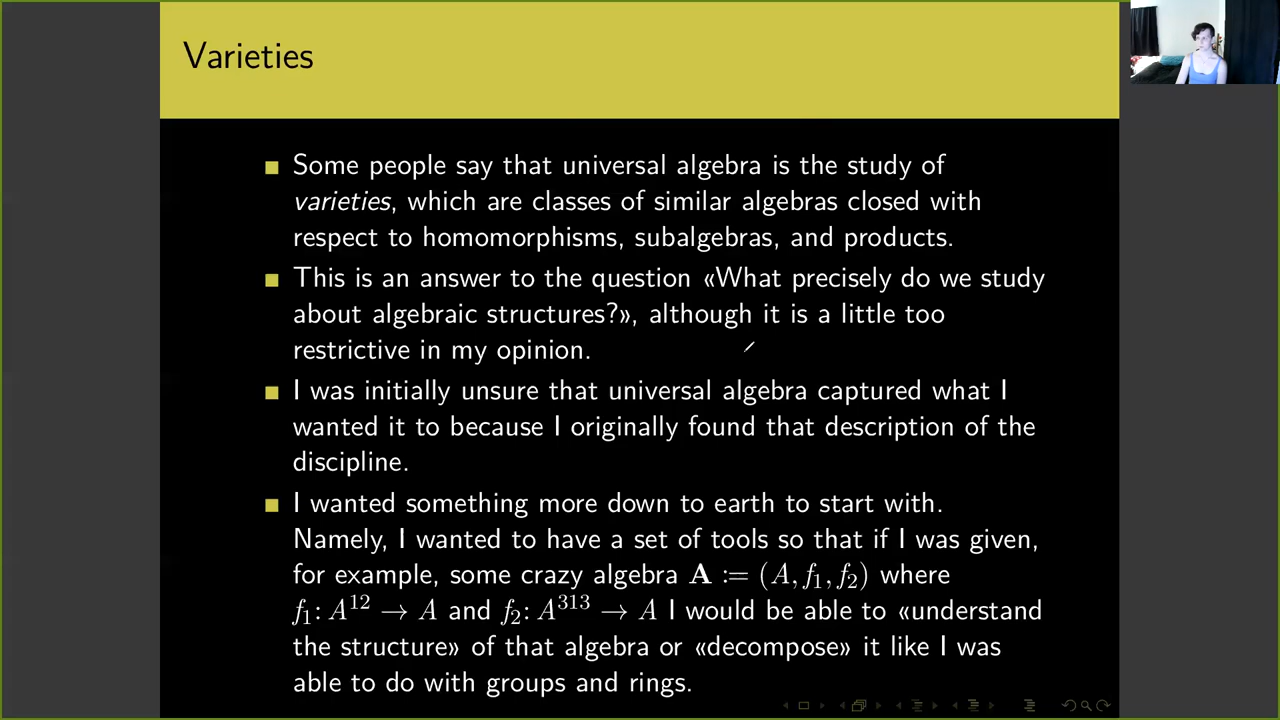 Varieties
Some people say that universal algebra is the study of
varieties, which are classes of similar algebras closed with
respect to homomorphisms, subalgebras, and products.
This is an answer to the question «What precisely do we study
about algebraic structures?», although it is a little too
restrictive in my opinion.
I was initially unsure that universal algebra captured what I
wanted it to because I originally found that description of the
discipline.
I wanted something more down to earth to start with.
Namely, I wanted to have a set of tools so that if I was given,
for example, some crazy algebra A := (A, f₁, f₂) where
f₁: A¹² → A and f₂: A³¹³ → A I would be able to «understand
the structure» of that algebra or «decompose» it like I was
able to do with groups and rings.